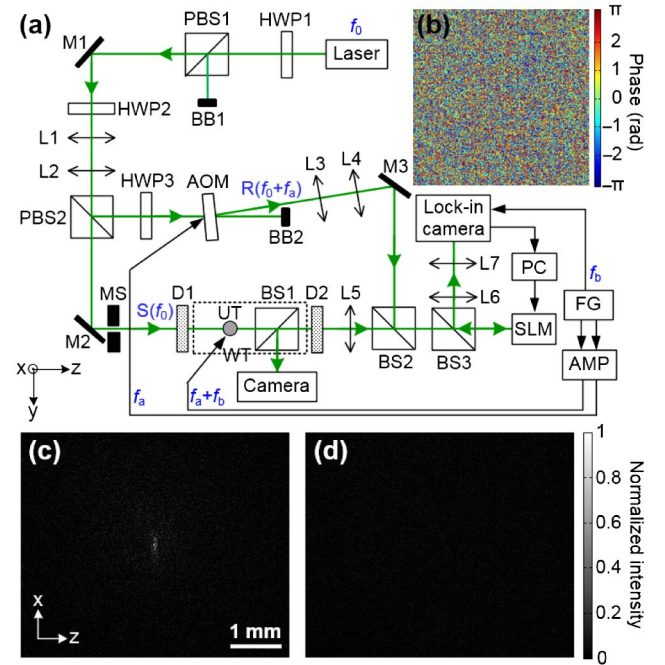 (a)
PBS1
HWP1
f₀
M1
Laser
BB1
HWP2
L1
L2
HWP3
AOM
R(f₀+fₐ)
L3
L4
M3
PBS2
BB2
(b)
π
2
1
0
–1
–2
–π
Phase (rad)
Lock-in
camera
L7
L6
PC
f_b
FG
SLM
AMP
MS
S(f₀)
D1
UT
BS1
D2
L5
M2
WT
BS2
BS3
Camera
x
z
y
fₐ
fₐ+f_b
(c)
x
z
1 mm
(d)
1
0.8
0.6
0.4
0.2
0
Normalized intensity